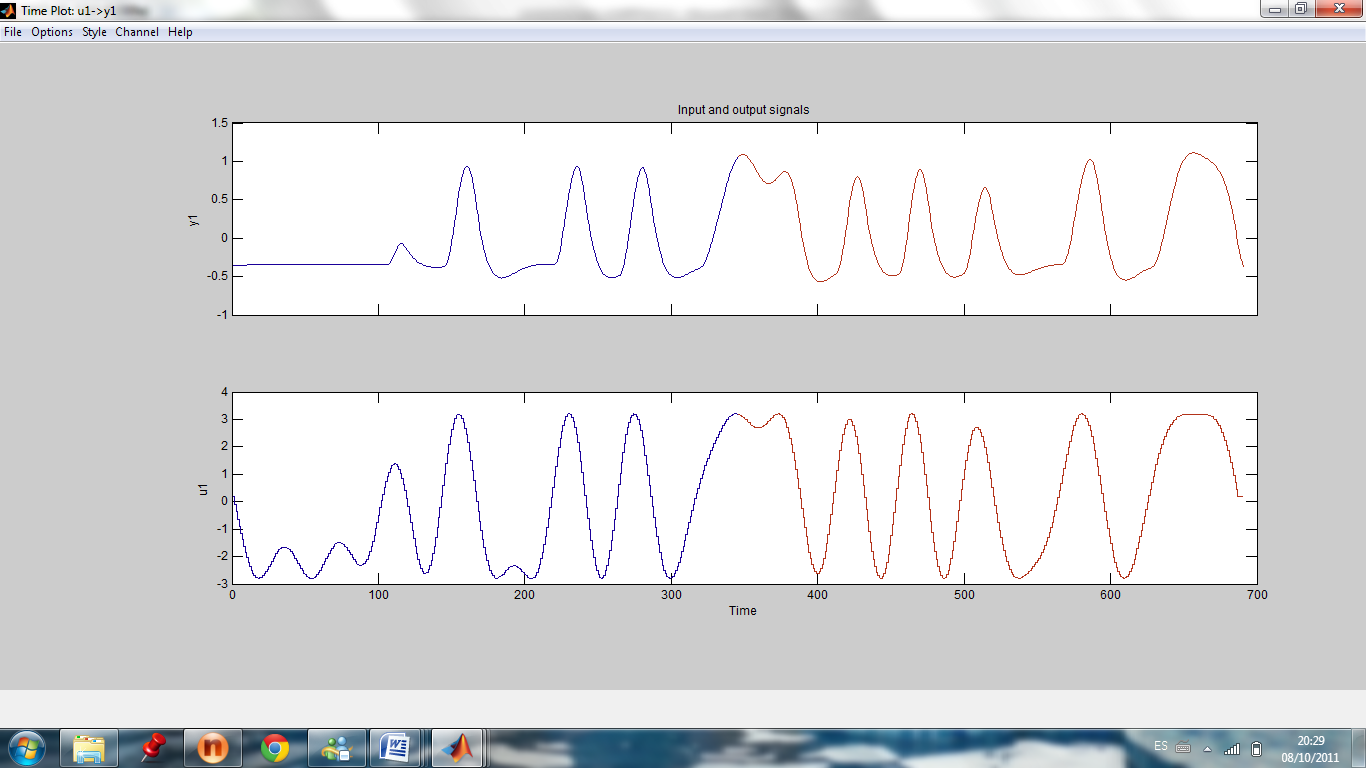 Time Plot: u1->y1
File Options Style Channel Help
Input and output signals
1.5
1
0.5
0
-0.5
-1
y1
4
3
2
1
0
-1
-2
-3
u1
0 100 200 300 400 500 600 700
Time
ES
20:29
08/10/2011